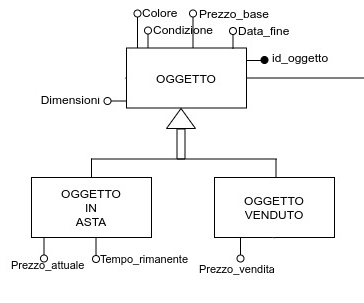 Colore
Prezzo_base
Condizione
Data_fine
id_oggetto
OGGETTO
Dimensioni
OGGETTO
IN
ASTA
OGGETTO
VENDUTO
Prezzo_attuale
Tempo_rimanente
Prezzo_vendita